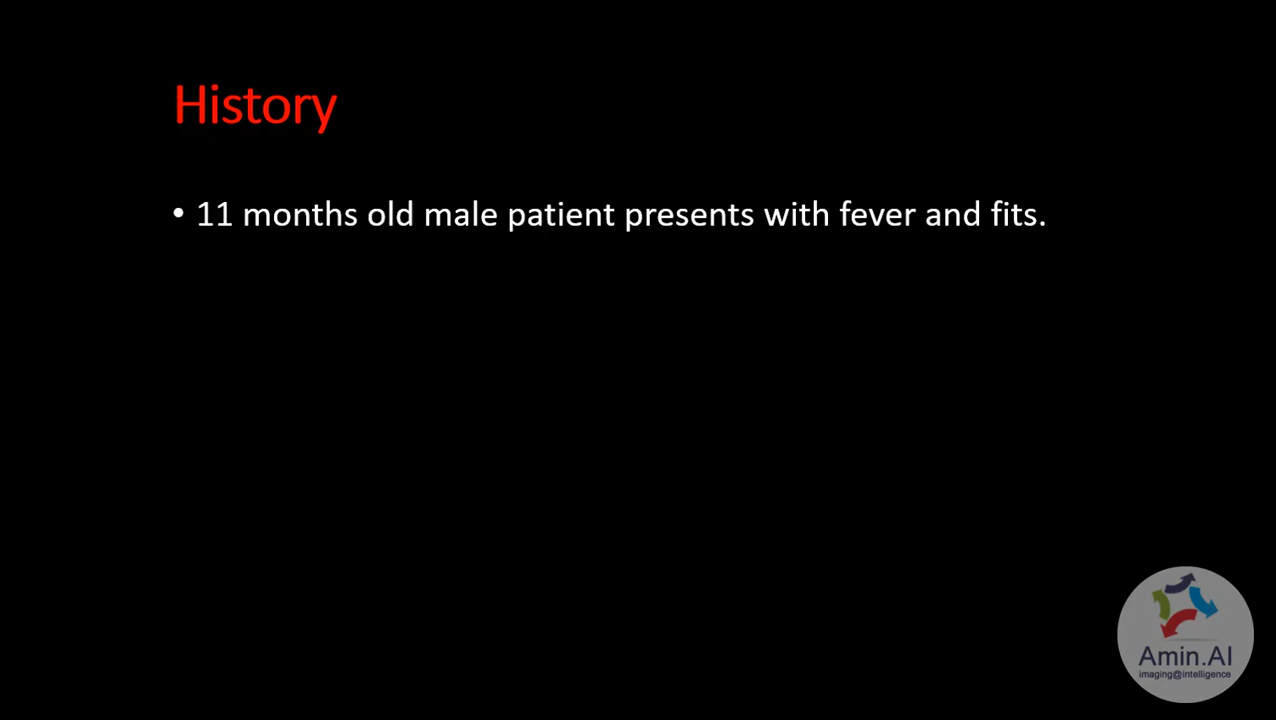 History
• 11 months old male patient presents with fever and fits.
Amin.AI
imaging@intelligence